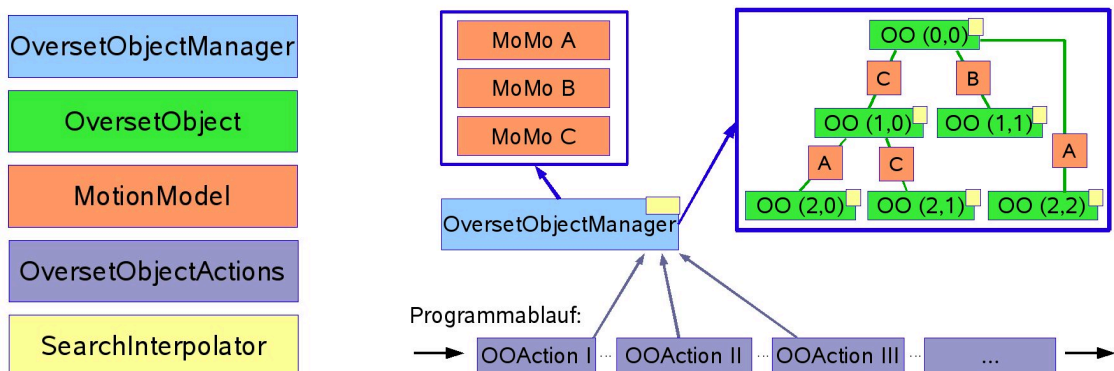 OversetObjectManager
OversetObject
MotionModel
OversetObjectActions
SearchInterpolator
MoMo A
MoMo B
MoMo C
OversetObjectManager
OO (0,0)
C
B
OO (1,0)
OO (1,1)
A
C
A
OO (2,0)
OO (2,1)
OO (2,2)
Programmablauf:
OOAction I ... OOAction II ... OOAction III ... ...